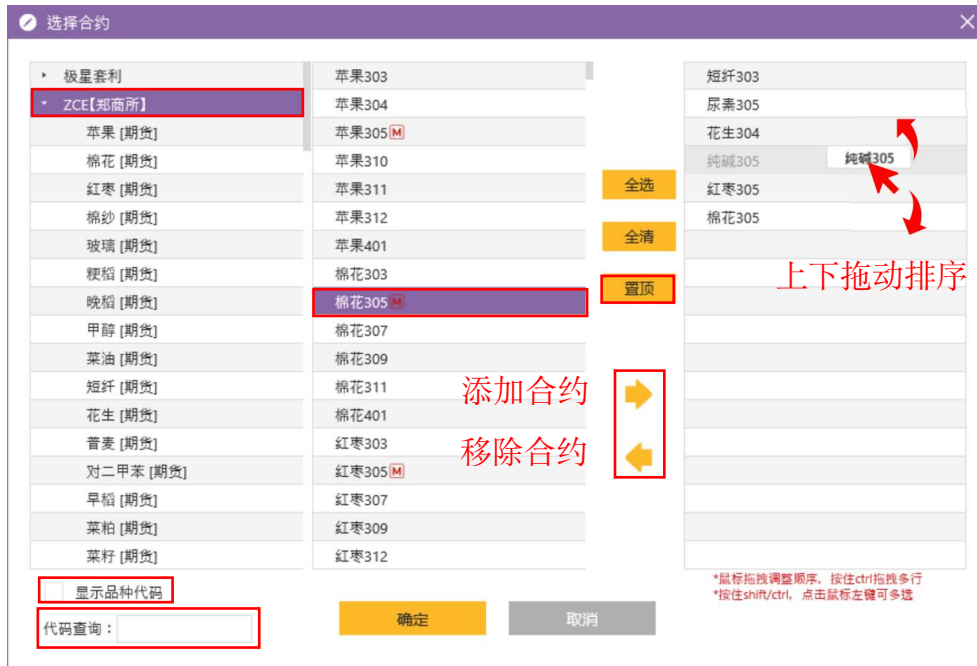 选择合约
极星套利
ZCE【郑商所】
苹果 [期货]
棉花 [期货]
红枣 [期货]
棉纱 [期货]
玻璃 [期货]
粳稻 [期货]
晚稻 [期货]
甲醇 [期货]
菜油 [期货]
短纤 [期货]
花生 [期货]
普麦 [期货]
对二甲苯 [期货]
早稻 [期货]
菜粕 [期货]
菜籽 [期货]
苹果303
苹果304
苹果305 M
苹果310
苹果311
苹果312
苹果401
棉花303
棉花305 M
棉花307
棉花309
棉花311
棉花401
红枣303
红枣305 M
红枣307
红枣309
红枣312
全选
全清
置顶
添加合约
移除合约
短纤303
尿素305
花生304
纯碱305
纯碱305
红枣305
棉花305
上下拖动排序
*鼠标拖拽调整顺序，按住ctrl拖拽多行
*按住shift/ctrl，点击鼠标左键可多选
显示品种代码
代码查询：
确定
取消